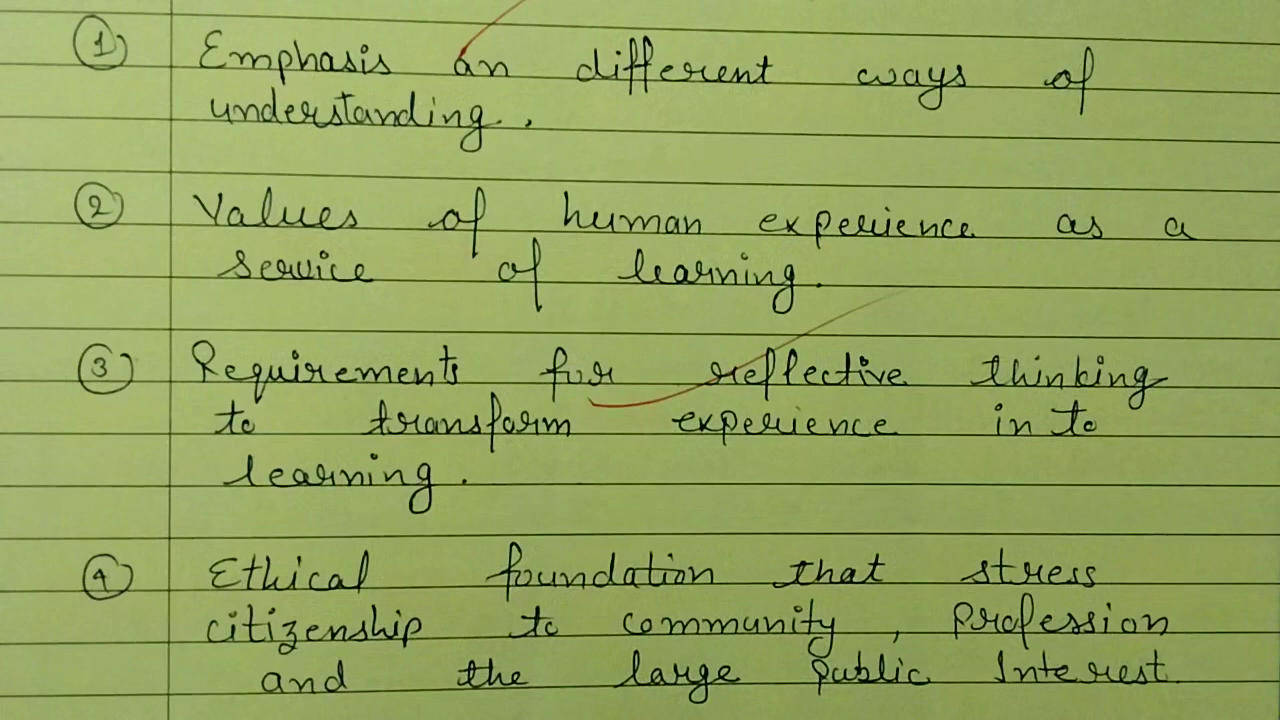 ① Emphasis on different ways of
understanding.
② Values of human experience as a
service of learning.
③ Requirements for reflective thinking
to transform experience in to
learning.
④ Ethical foundation that stress
citizenship to community, profession
and the large public Interest